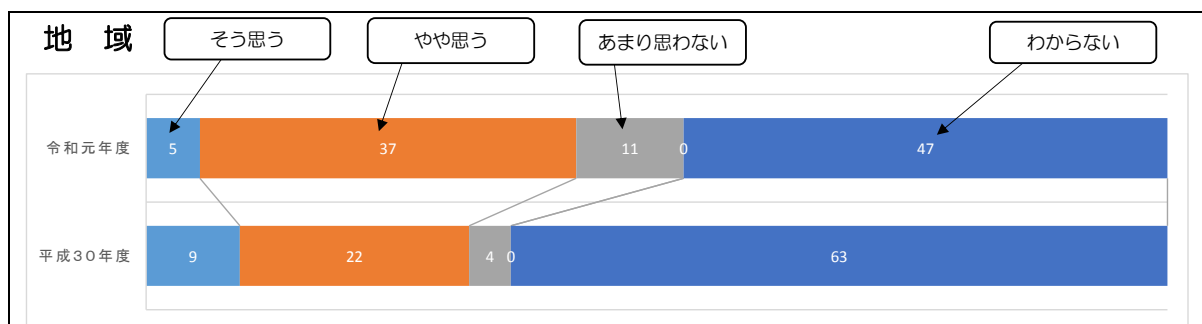 地 域
そう思う
やや思う
あまり思わない
わからない
令和元年度
5
37
11
0
47
平成30年度
9
22
4
0
63